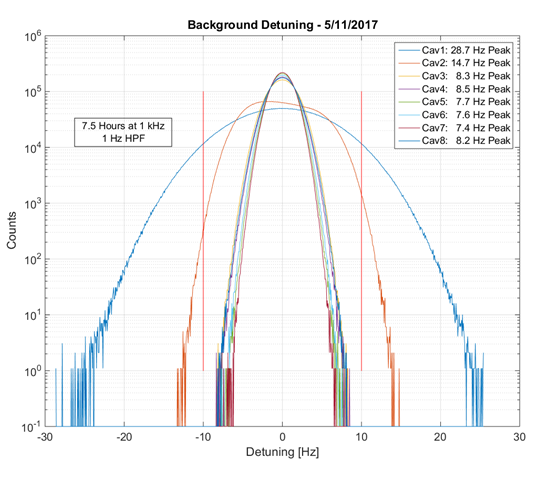 Background Detuning - 5/11/2017
10^6
10^5
10^4
10^3
10^2
10^1
10^0
10^-1
Counts
7.5 Hours at 1 kHz
1 Hz HPF
Cav1: 28.7 Hz Peak
Cav2: 14.7 Hz Peak
Cav3: 8.3 Hz Peak
Cav4: 8.5 Hz Peak
Cav5: 7.7 Hz Peak
Cav6: 7.6 Hz Peak
Cav7: 7.4 Hz Peak
Cav8: 8.2 Hz Peak
-30 -20 -10 0 10 20 30
Detuning [Hz]